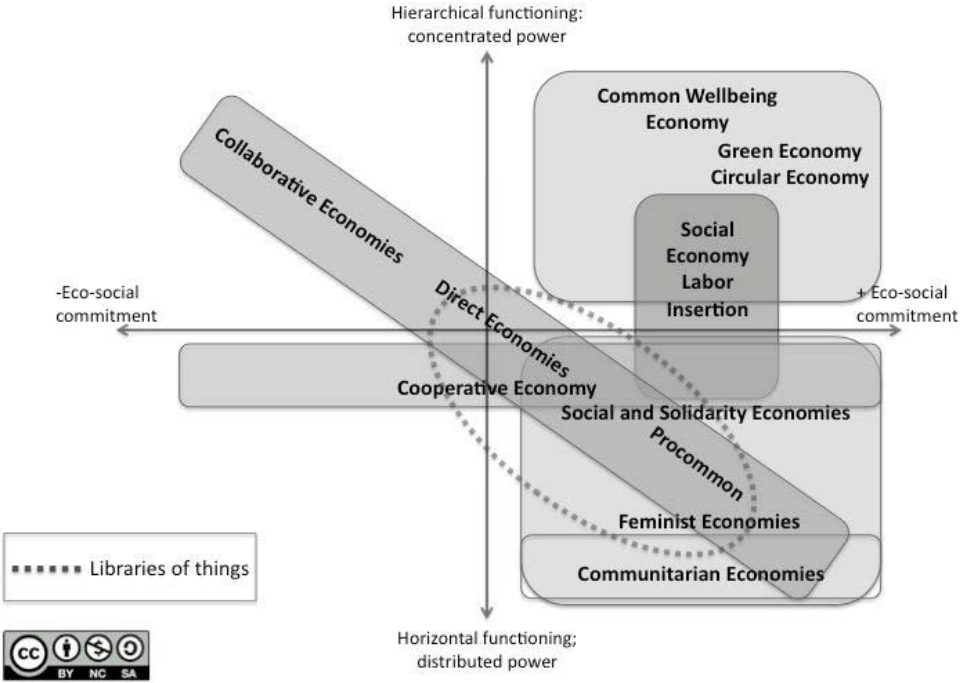 Hierarchical functioning:
concentrated power
Common Wellbeing
Economy
Green Economy
Circular Economy
Collaborative Economies
Social
Economy
Labor
Insertion
-Eco-social
commitment
+ Eco-social
commitment
Direct Economies
Cooperative Economy
Social and Solidarity Economies
Procommon
Feminist Economies
Communitarian Economies
Libraries of things
Horizontal functioning;
distributed power
cc
BY NC SA